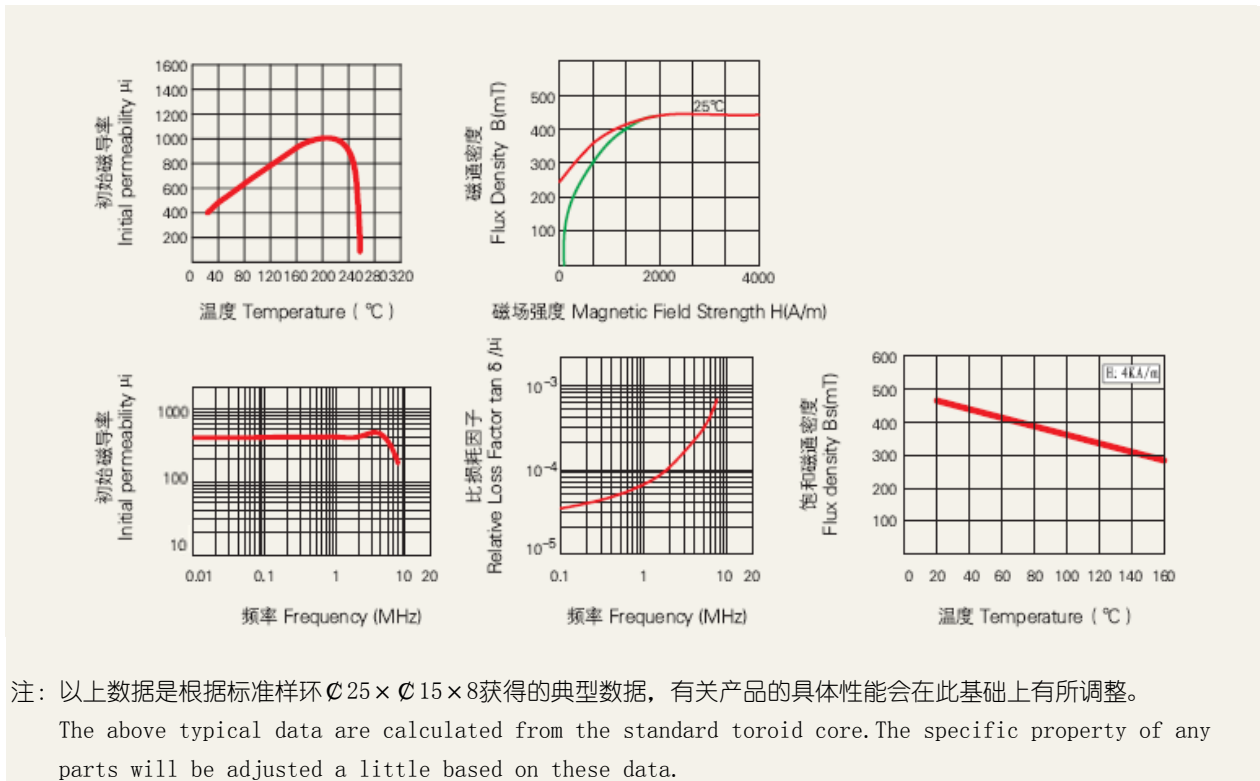 初始磁导率
Initial permeability μi
1600
1400
1200
1000
800
600
400
200
0 40 80 120 160 200 240 280 320
温度 Temperature ( ℃ )
磁通密度
Flux Density B(mT)
500
400
300
200
100
25℃
0 2000 4000
磁场强度 Magnetic Field Strength H(A/m)
初始磁导率
Initial permeability μi
1000
100
10
0.01 0.1 1 10 20
频率 Frequency (MHz)
比损耗因子
Relative Loss Factor tan δ /μi
10⁻³
10⁻⁴
10⁻⁵
0.1 1 10 20
频率 Frequency (MHz)
饱和磁通密度
Flux density Bs(mT)
600
500
400
300
200
100
H: 4KA/m
0 20 40 60 80 100 120 140 160
温度 Temperature ( ℃ )
注: 以上数据是根据标准样环₡25×₡15×8获得的典型数据，有关产品的具体性能会在此基础上有所调整。
The above typical data are calculated from the standard toroid core.The specific property of any
parts will be adjusted a little based on these data.